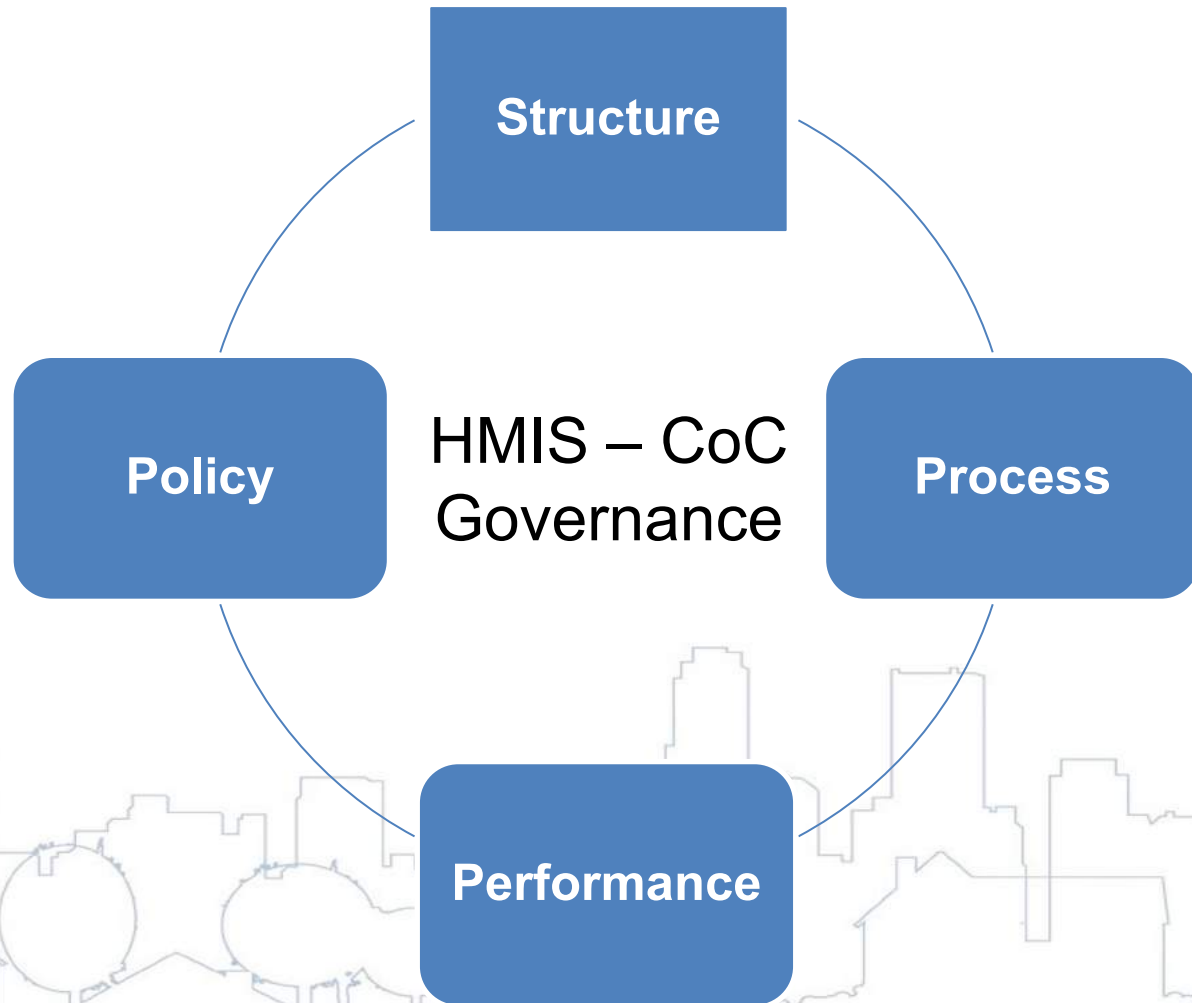 Structure
Policy
HMIS – CoC
Governance
Process
Performance